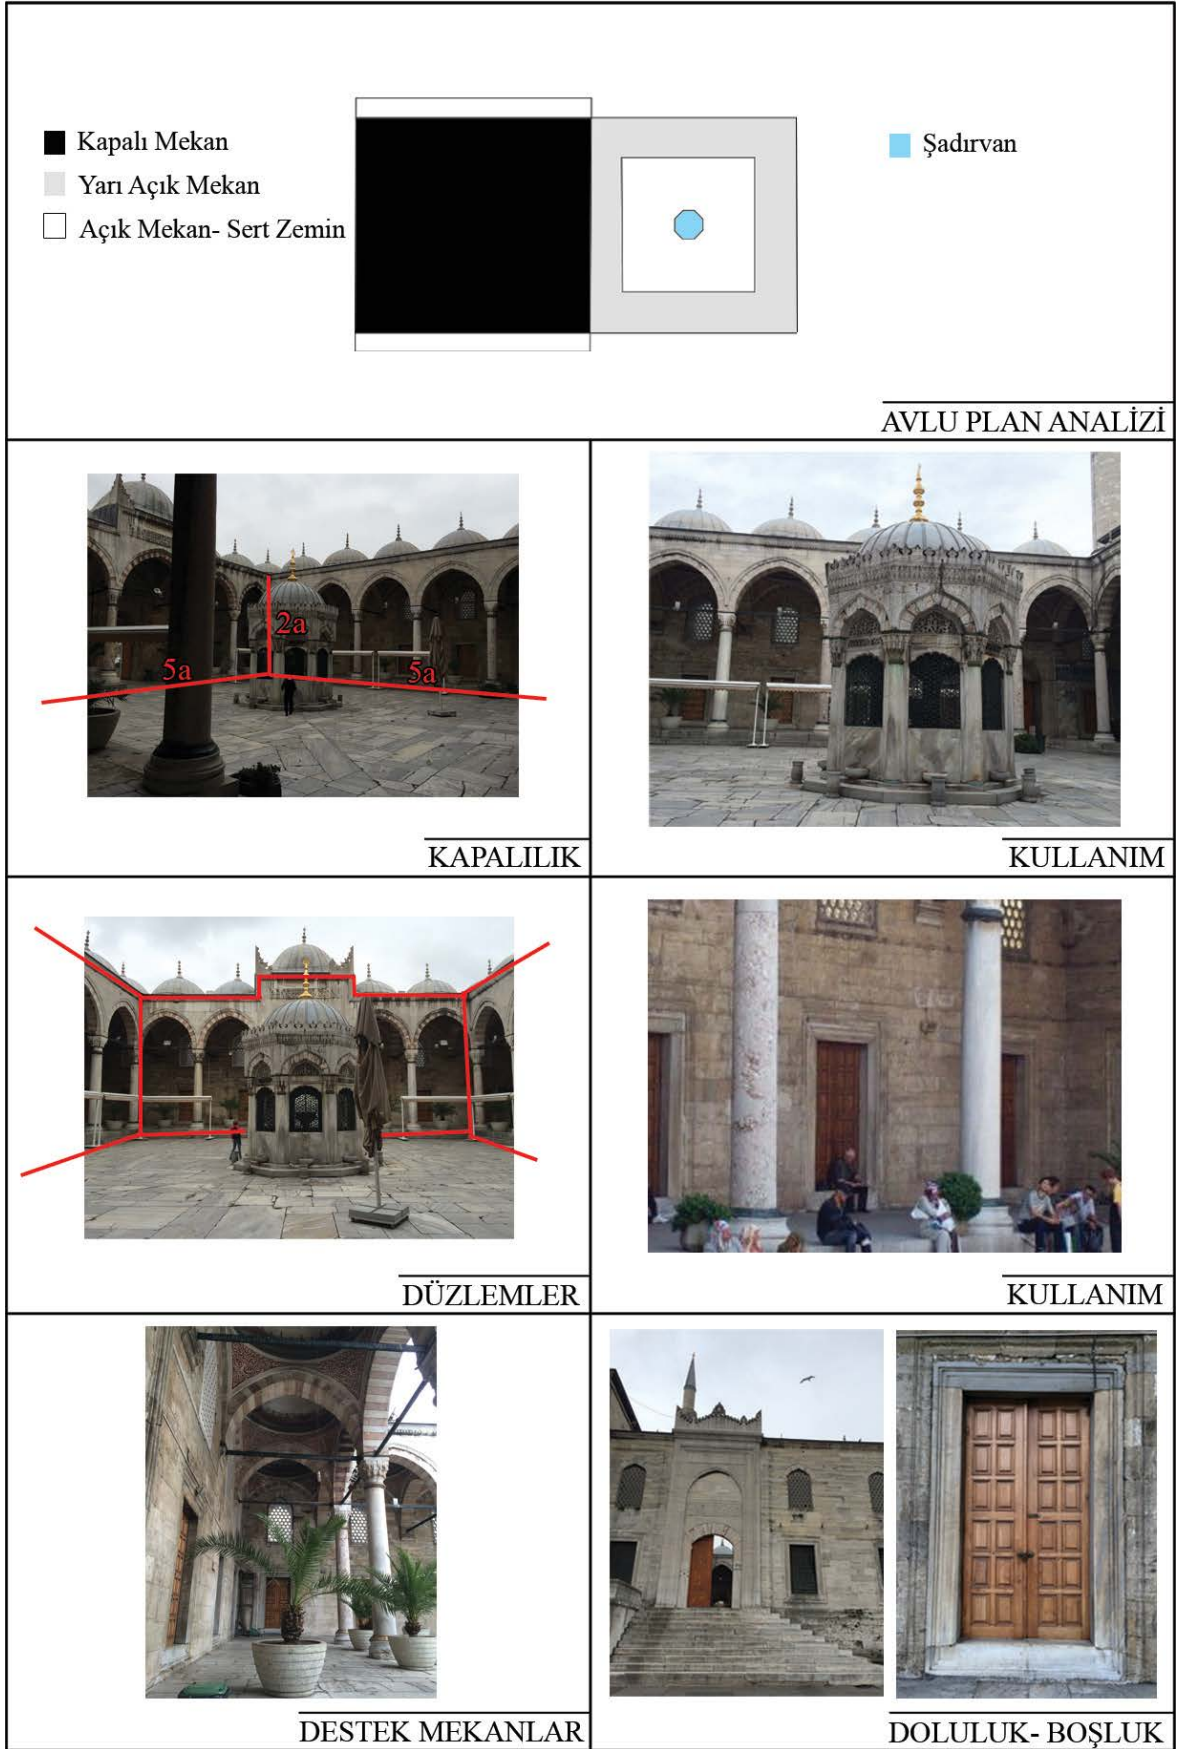 Kapalı Mekan
Yarı Açık Mekan
Açık Mekan- Sert Zemin
Şadırvan
AVLU PLAN ANALİZİ
2a
5a
5a
KAPALILIK
KULLANIM
DÜZLEMLER
KULLANIM
DESTEK MEKANLAR
DOLULUK- BOŞLUK